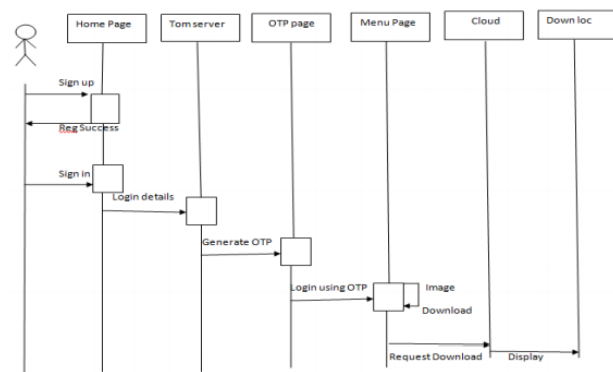 Home Page
Tom server
OTP page
Menu Page
Cloud
Down loc
Sign up
Reg Success
Sign in
Login details
Generate OTP
Login using OTP
Image
Download
Request Download
Display